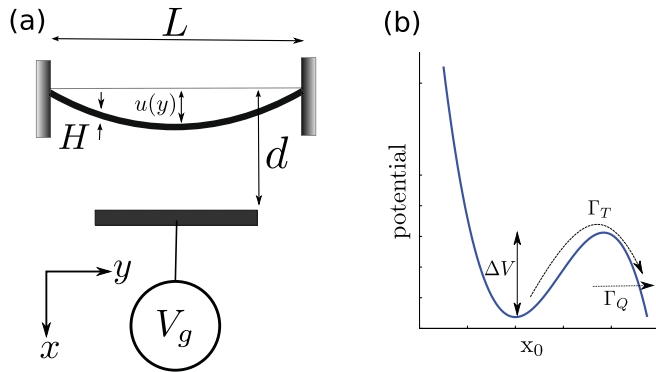 (a)
L
u(y)
H
d
y
x
V_g
(b)
potential
Γ_T
ΔV
Γ_Q
x_0